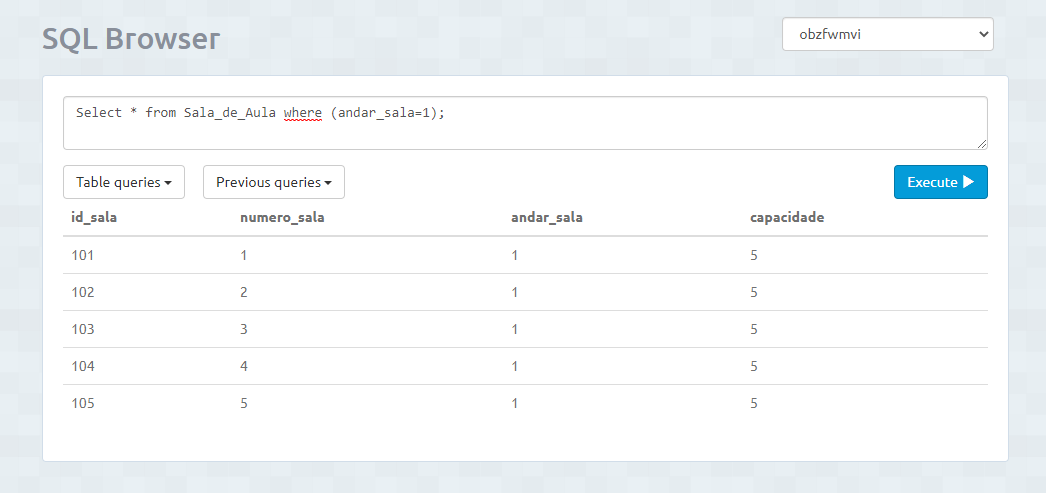 SQL Browser
obzfwmvi
Select * from Sala_de_Aula where (andar_sala=1);
Table queries Previous queries Execute
id_sala numero_sala andar_sala capacidade
101 1 1 5
102 2 1 5
103 3 1 5
104 4 1 5
105 5 1 5